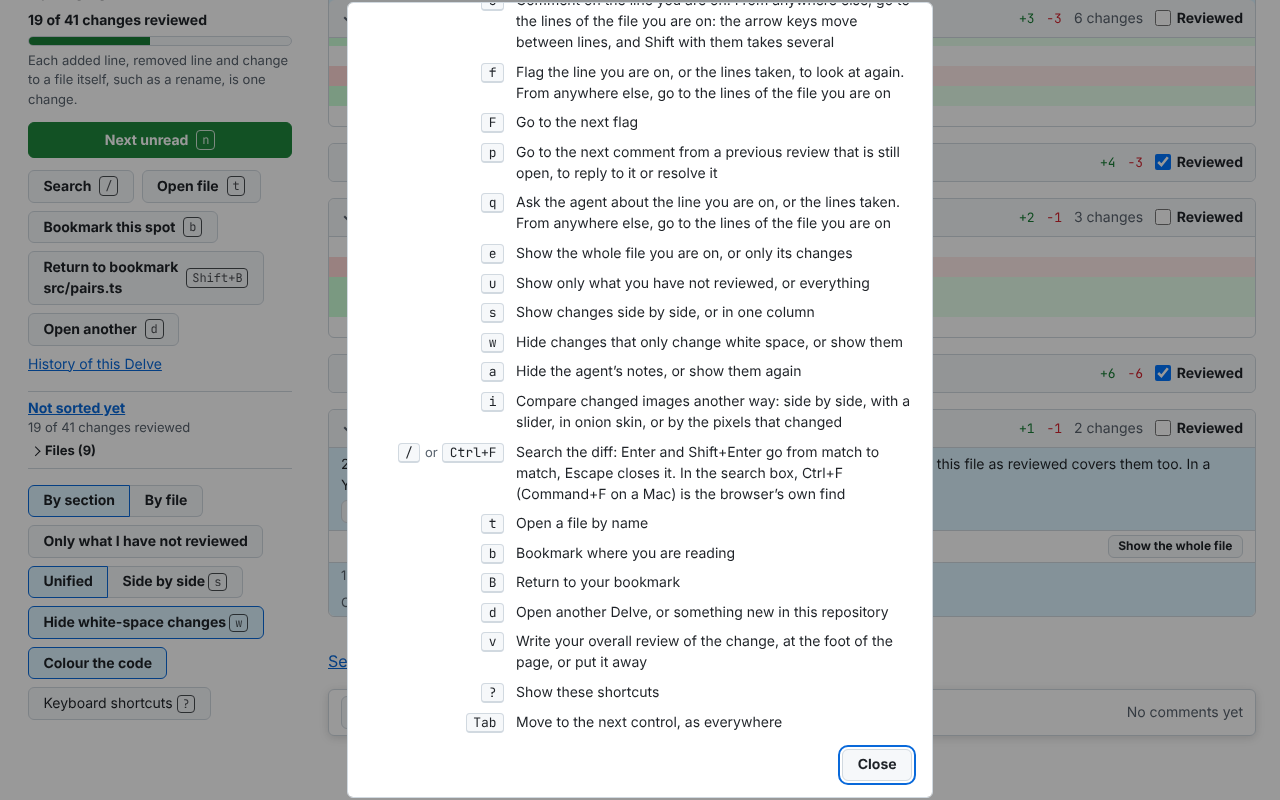 19 of 41 changes reviewed
Each added line, removed line and change
to a file itself, such as a rename, is one
change.
Next unread n
Search /
Open file t
Bookmark this spot b
Return to bookmark
src/pairs.ts Shift+B
Open another d
History of this Delve
Not sorted yet
19 of 41 changes reviewed
Files (9)
By section By file
Only what I have not reviewed
Unified Side by side s
Hide white-space changes w
Colour the code
Keyboard shortcuts ?
the lines of the file you are on: the arrow keys move
between lines, and Shift with them takes several
f Flag the line you are on, or the lines taken, to look at again.
From anywhere else, go to the lines of the file you are on
F Go to the next flag
p Go to the next comment from a previous review that is still
open, to reply to it or resolve it
q Ask the agent about the line you are on, or the lines taken.
From anywhere else, go to the lines of the file you are on
e Show the whole file you are on, or only its changes
u Show only what you have not reviewed, or everything
s Show changes side by side, or in one column
w Hide changes that only change white space, or show them
a Hide the agent’s notes, or show them again
i Compare changed images another way: side by side, with a
slider, in onion skin, or by the pixels that changed
/ or Ctrl+F Search the diff: Enter and Shift+Enter go from match to
match, Escape closes it. In the search box, Ctrl+F
(Command+F on a Mac) is the browser’s own find
t Open a file by name
b Bookmark where you are reading
B Return to your bookmark
d Open another Delve, or something new in this repository
v Write your overall review of the change, at the foot of the
page, or put it away
? Show these shortcuts
Tab Move to the next control, as everywhere
Close
+3 -3 6 changes Reviewed
+4 -3 Reviewed
+2 -1 3 changes Reviewed
+6 -6 Reviewed
+1 -1 2 changes Reviewed
this file as reviewed covers them too. In a
Show the whole file
No comments yet